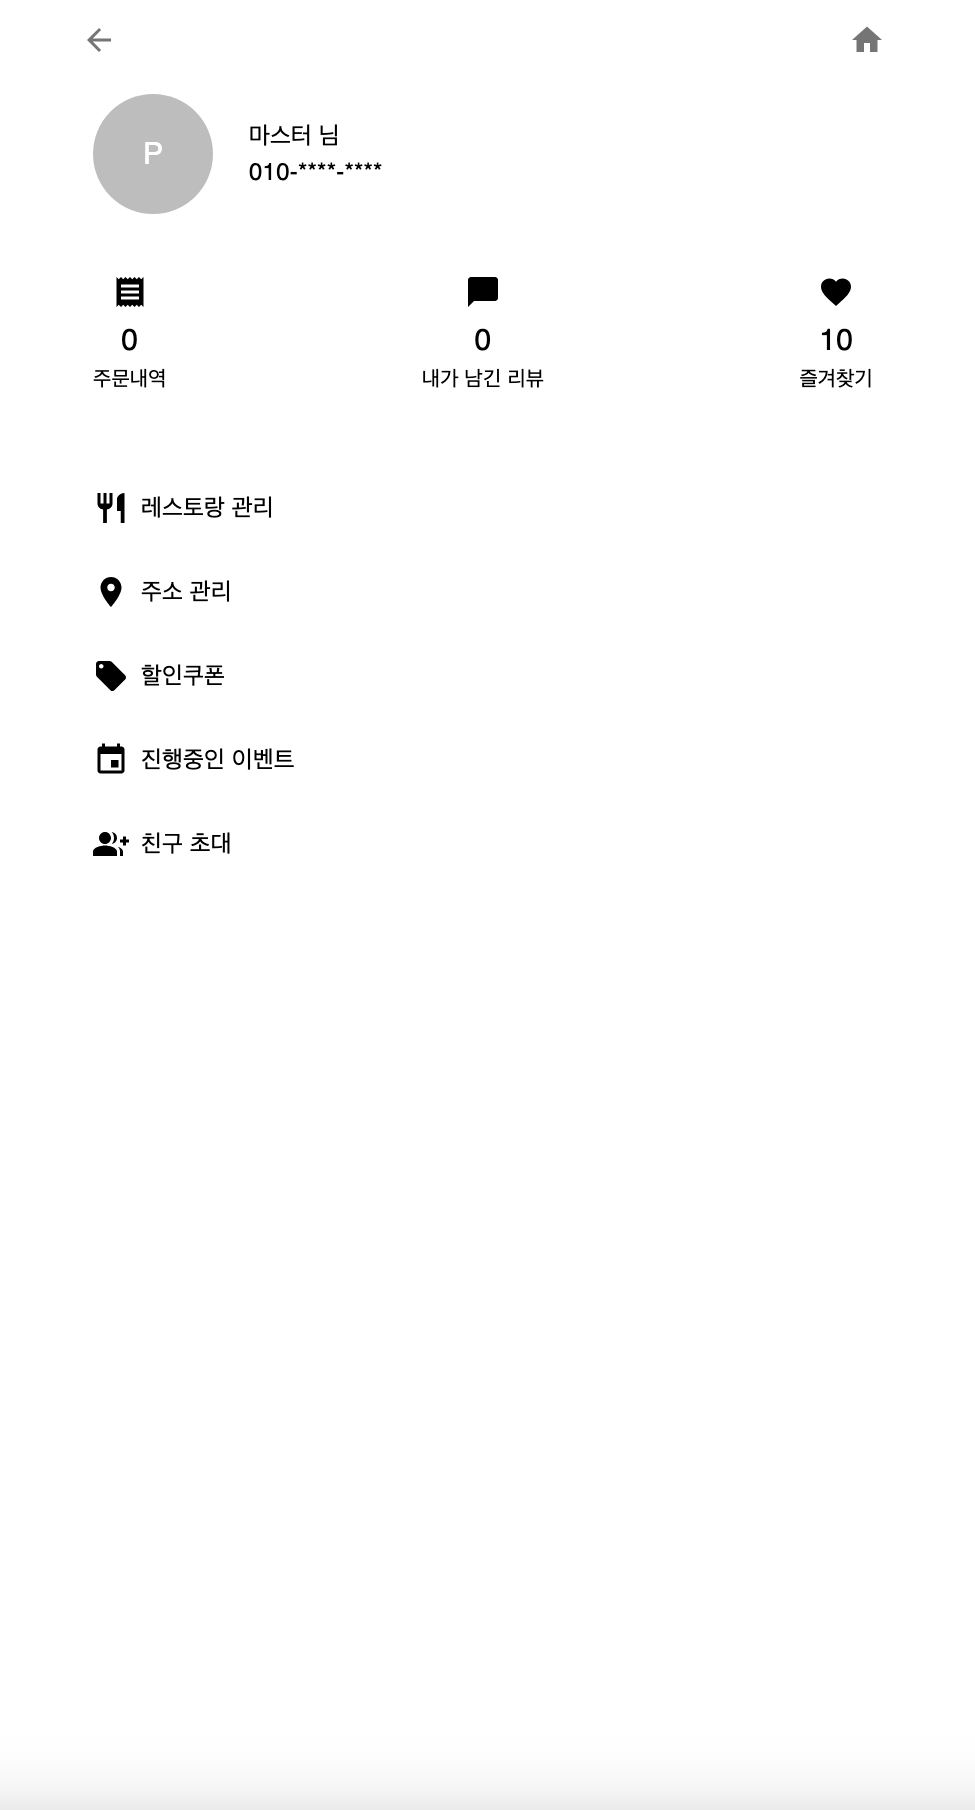 P
마스터 님
010-****-****
0
주문내역
0
내가 남긴 리뷰
10
즐겨찾기
레스토랑 관리
주소 관리
할인쿠폰
진행중인 이벤트
친구 초대